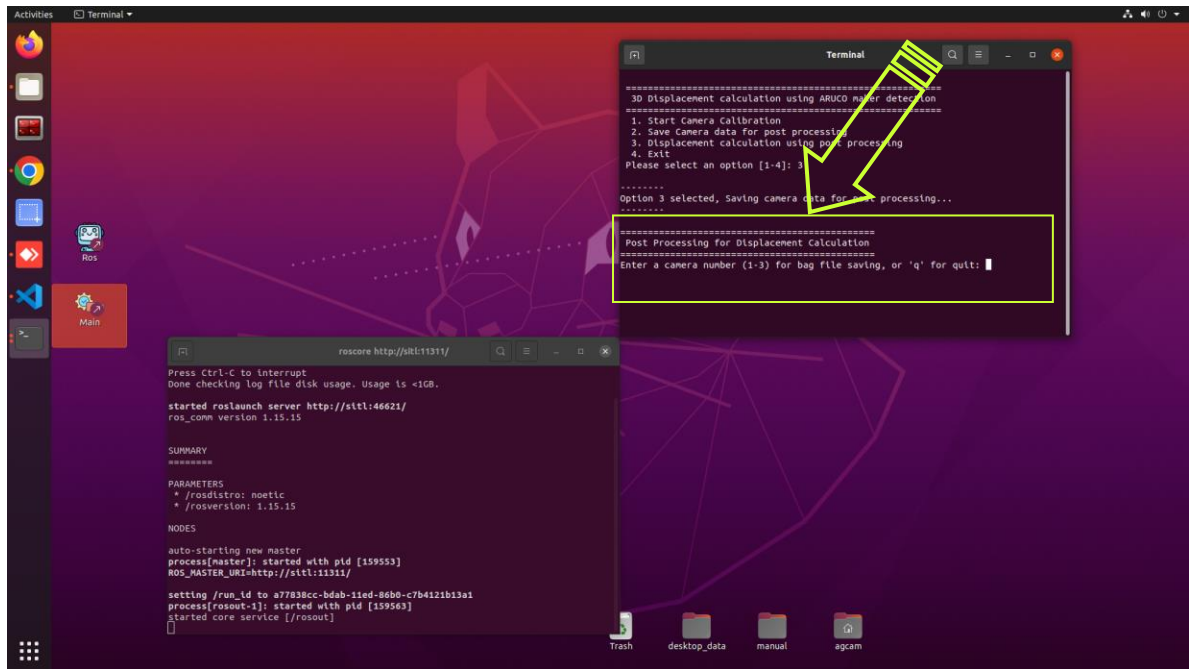 Activities
Terminal
Terminal
============================================================
3D Displacement calculation using ARUCO maker detection
============================================================
1. Start Camera Calibration
2. Save Camera data for post processing
3. Displacement calculation using post processing
4. Exit
Please select an option [1-4]: 3
--------
Option 3 selected, Saving camera data for post processing...
--------
================================================
Post Processing for Displacement Calculation
================================================
Enter a camera number (1-3) for bag file saving, or 'q' for quit:
Ros
Main
roscore http://sitl:11311/
Press Ctrl-C to interrupt
Done checking log file disk usage. Usage is <1GB.
started roslaunch server http://sitl:46621/
ros_comm version 1.15.15
SUMMARY
========
PARAMETERS
* /rosdistro: noetic
* /rosversion: 1.15.15
NODES
auto-starting new master
process[master]: started with pid [159553]
ROS_MASTER_URI=http://sitl:11311/
setting /run_id to a77838cc-bdab-11ed-86b0-c7b4121b13a1
process[rosout-1]: started with pid [159563]
started core service [/rosout]
Trash
desktop_data
manual
agcam